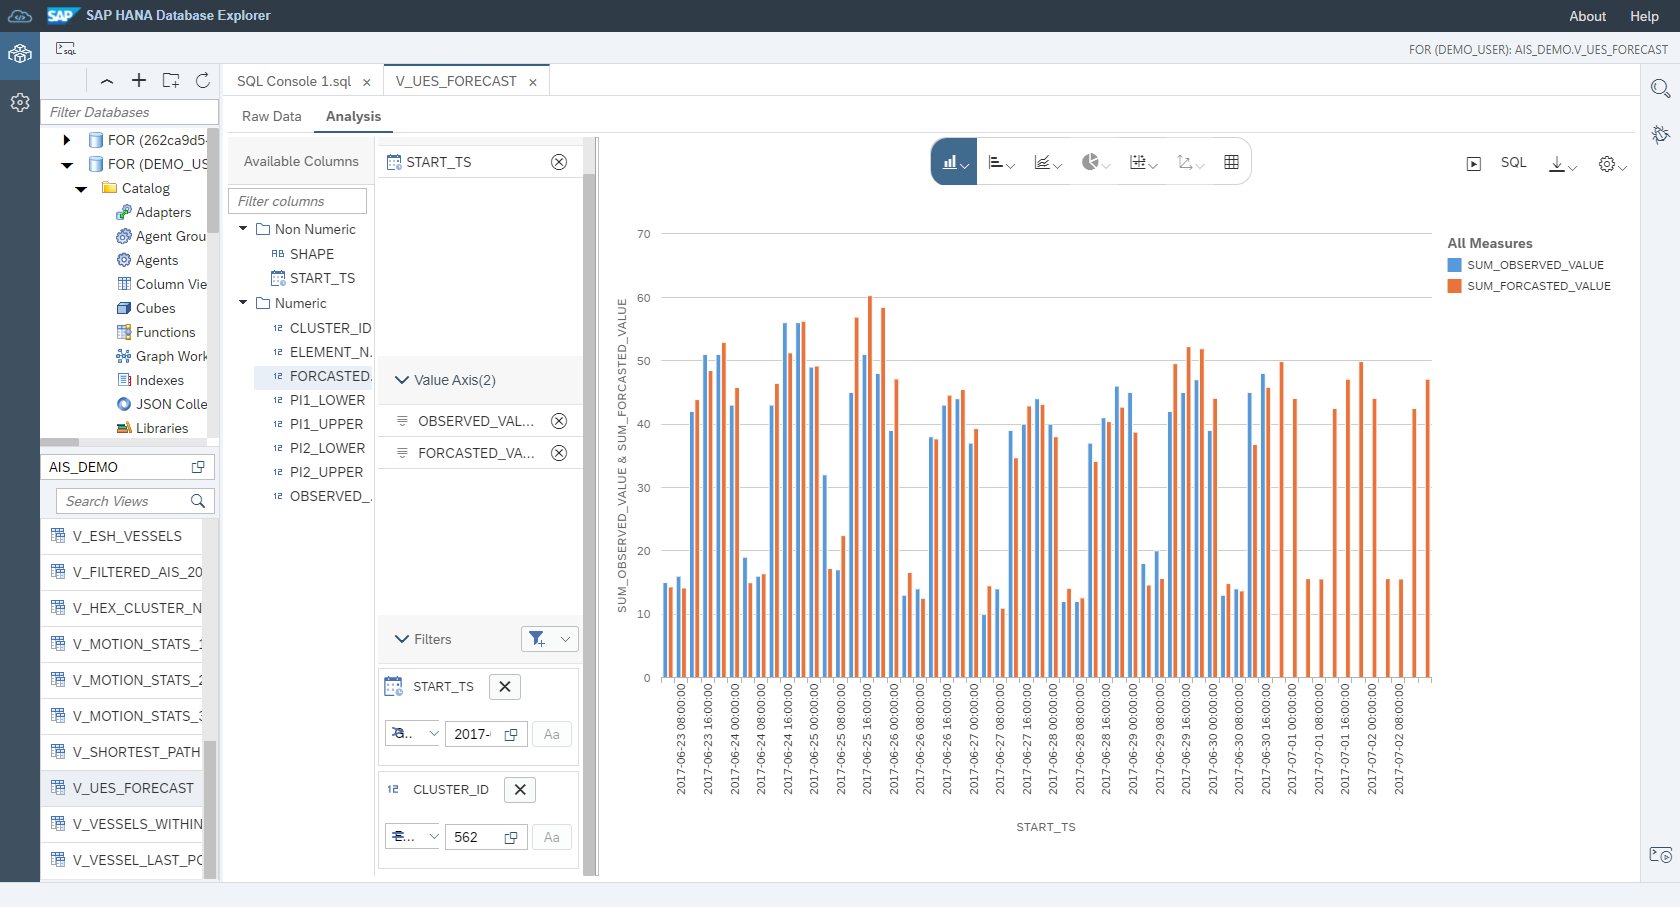 SAP SAP HANA Database Explorer
About Help
SQL
FOR (DEMO_USER): AIS_DEMO.V_UES_FORECAST
SQL Console 1.sql
V_UES_FORECAST
Filter Databases
FOR (262ca9d5-
FOR (DEMO_US
Catalog
Adapters
Agent Grou
Agents
Column Vie
Cubes
Functions
Graph Work
Indexes
JSON Colle
Libraries
AIS_DEMO
Search Views
V_ESH_VESSELS
V_FILTERED_AIS_20
V_HEX_CLUSTER_N
V_MOTION_STATS_1
V_MOTION_STATS_2
V_MOTION_STATS_3
V_SHORTEST_PATH
V_UES_FORECAST
V_VESSELS_WITHIN
V_VESSEL_LAST_PO
Raw Data
Analysis
Available Columns
Filter columns
Non Numeric
AB SHAPE
START_TS
Numeric
12 CLUSTER_ID
12 ELEMENT_N.
12 FORCASTED.
12 PI1_LOWER
12 PI1_UPPER
12 PI2_LOWER
12 PI2_UPPER
12 OBSERVED_.
START_TS
Value Axis(2)
OBSERVED_VAL...
FORCASTED_VA...
Filters
START_TS
G..
2017-
Aa
12 CLUSTER_ID
E...
562
Aa
SQL
70
60
50
40
30
20
10
0
SUM_OBSERVED_VALUE & SUM_FORCASTED_VALUE
2017-06-23 08:00:00
2017-06-23 16:00:00
2017-06-24 00:00:00
2017-06-24 08:00:00
2017-06-24 16:00:00
2017-06-25 00:00:00
2017-06-25 08:00:00
2017-06-25 16:00:00
2017-06-26 00:00:00
2017-06-26 08:00:00
2017-06-26 16:00:00
2017-06-27 00:00:00
2017-06-27 08:00:00
2017-06-27 16:00:00
2017-06-28 00:00:00
2017-06-28 08:00:00
2017-06-28 16:00:00
2017-06-29 00:00:00
2017-06-29 08:00:00
2017-06-29 16:00:00
2017-06-30 00:00:00
2017-06-30 08:00:00
2017-06-30 16:00:00
2017-07-01 00:00:00
2017-07-01 08:00:00
2017-07-01 16:00:00
2017-07-02 00:00:00
2017-07-02 08:00:00
START_TS
All Measures
SUM_OBSERVED_VALUE
SUM_FORCASTED_VALUE